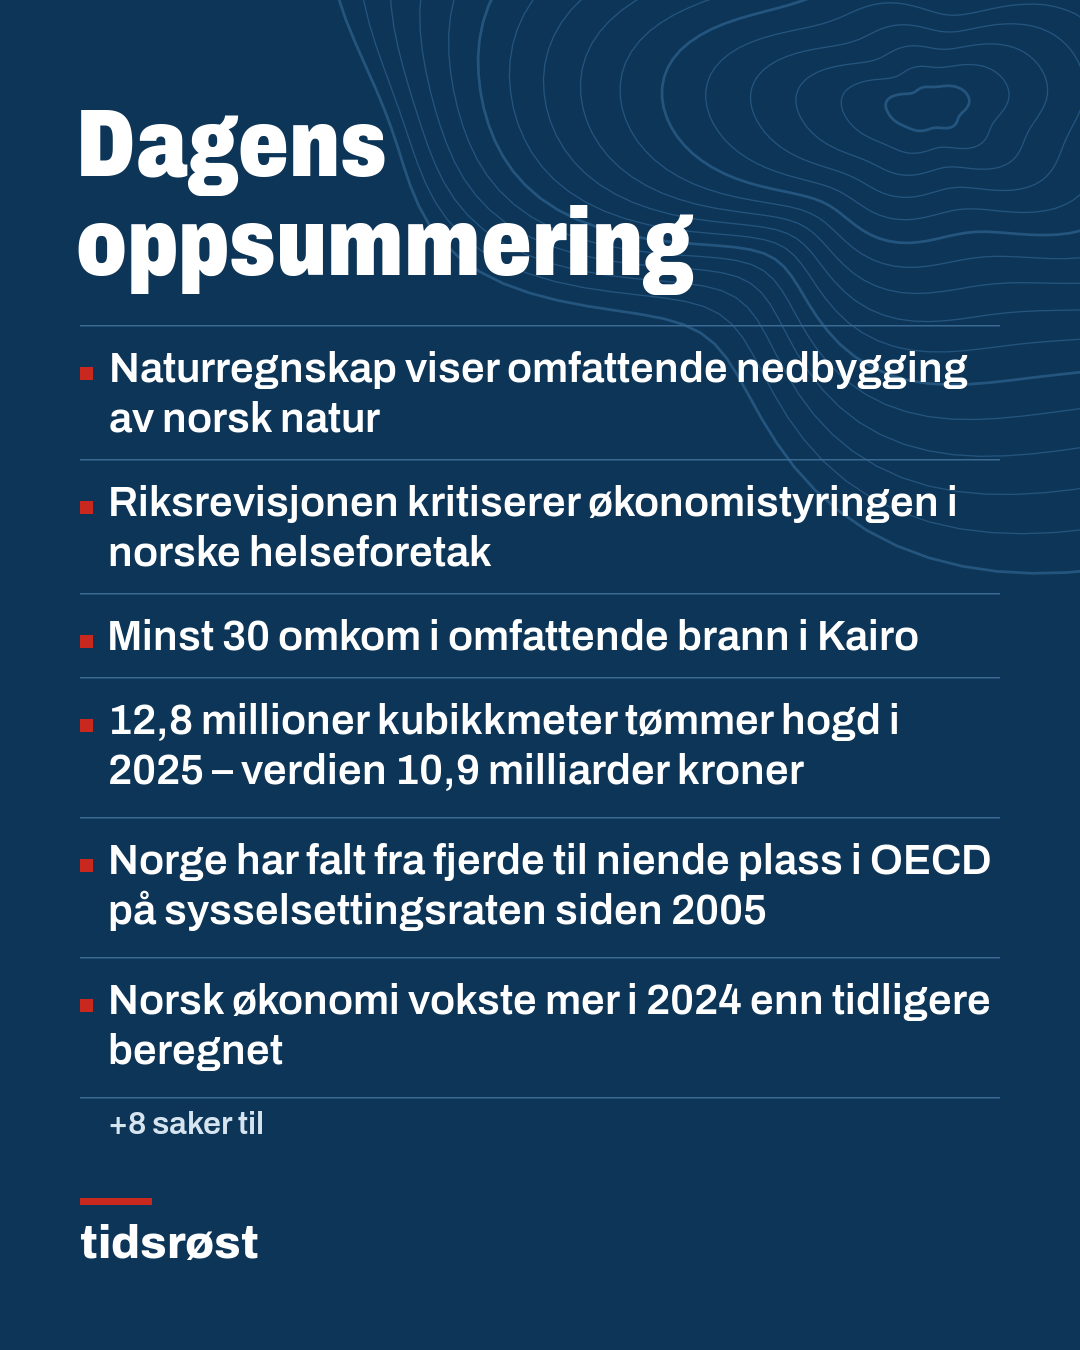 Dagens
oppsummering
Naturregnskap viser omfattende nedbygging
av norsk natur
Riksrevisjonen kritiserer økonomistyringen i
norske helseforetak
Minst 30 omkom i omfattende brann i Kairo
12,8 millioner kubikkmeter tømmer hogd i
2025 – verdien 10,9 milliarder kroner
Norge har falt fra fjerde til niende plass i OECD
på sysselsettingsraten siden 2005
Norsk økonomi vokste mer i 2024 enn tidligere
beregnet
+8 saker til
tidsrøst